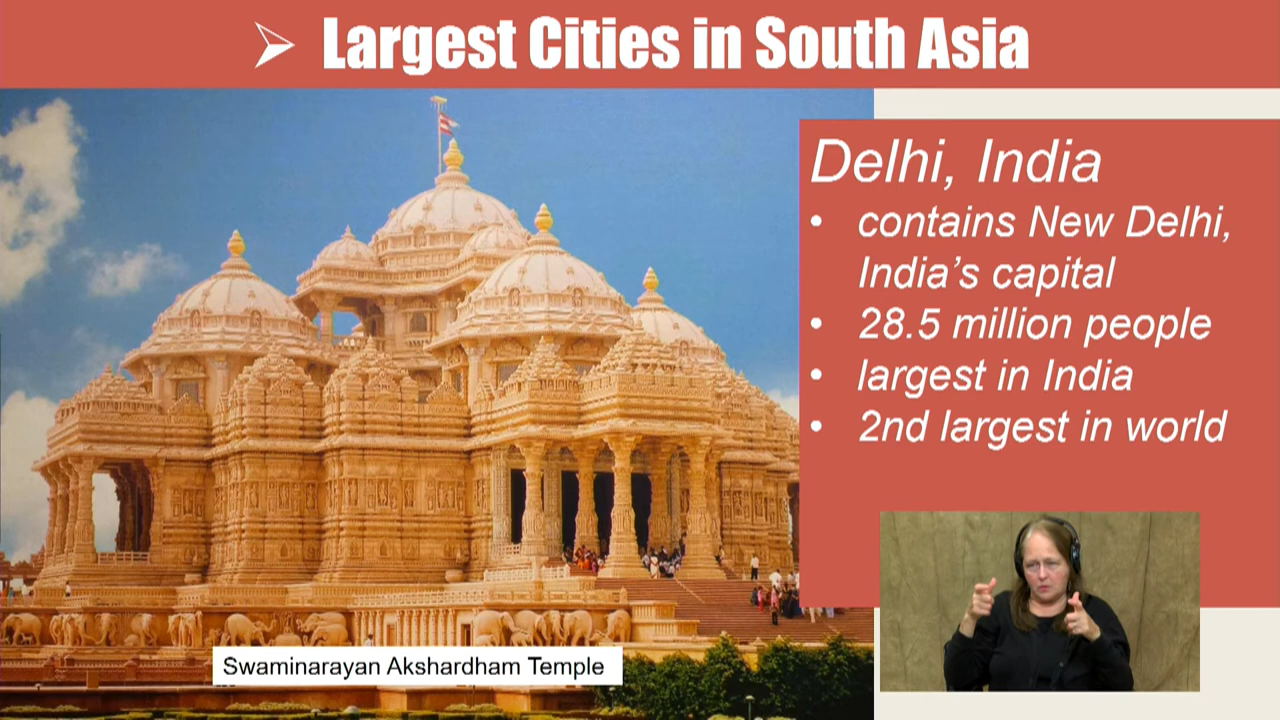 Largest Cities in South Asia
Delhi, India
• contains New Delhi,
India’s capital
• 28.5 million people
• largest in India
• 2nd largest in world
Swaminarayan Akshardham Temple